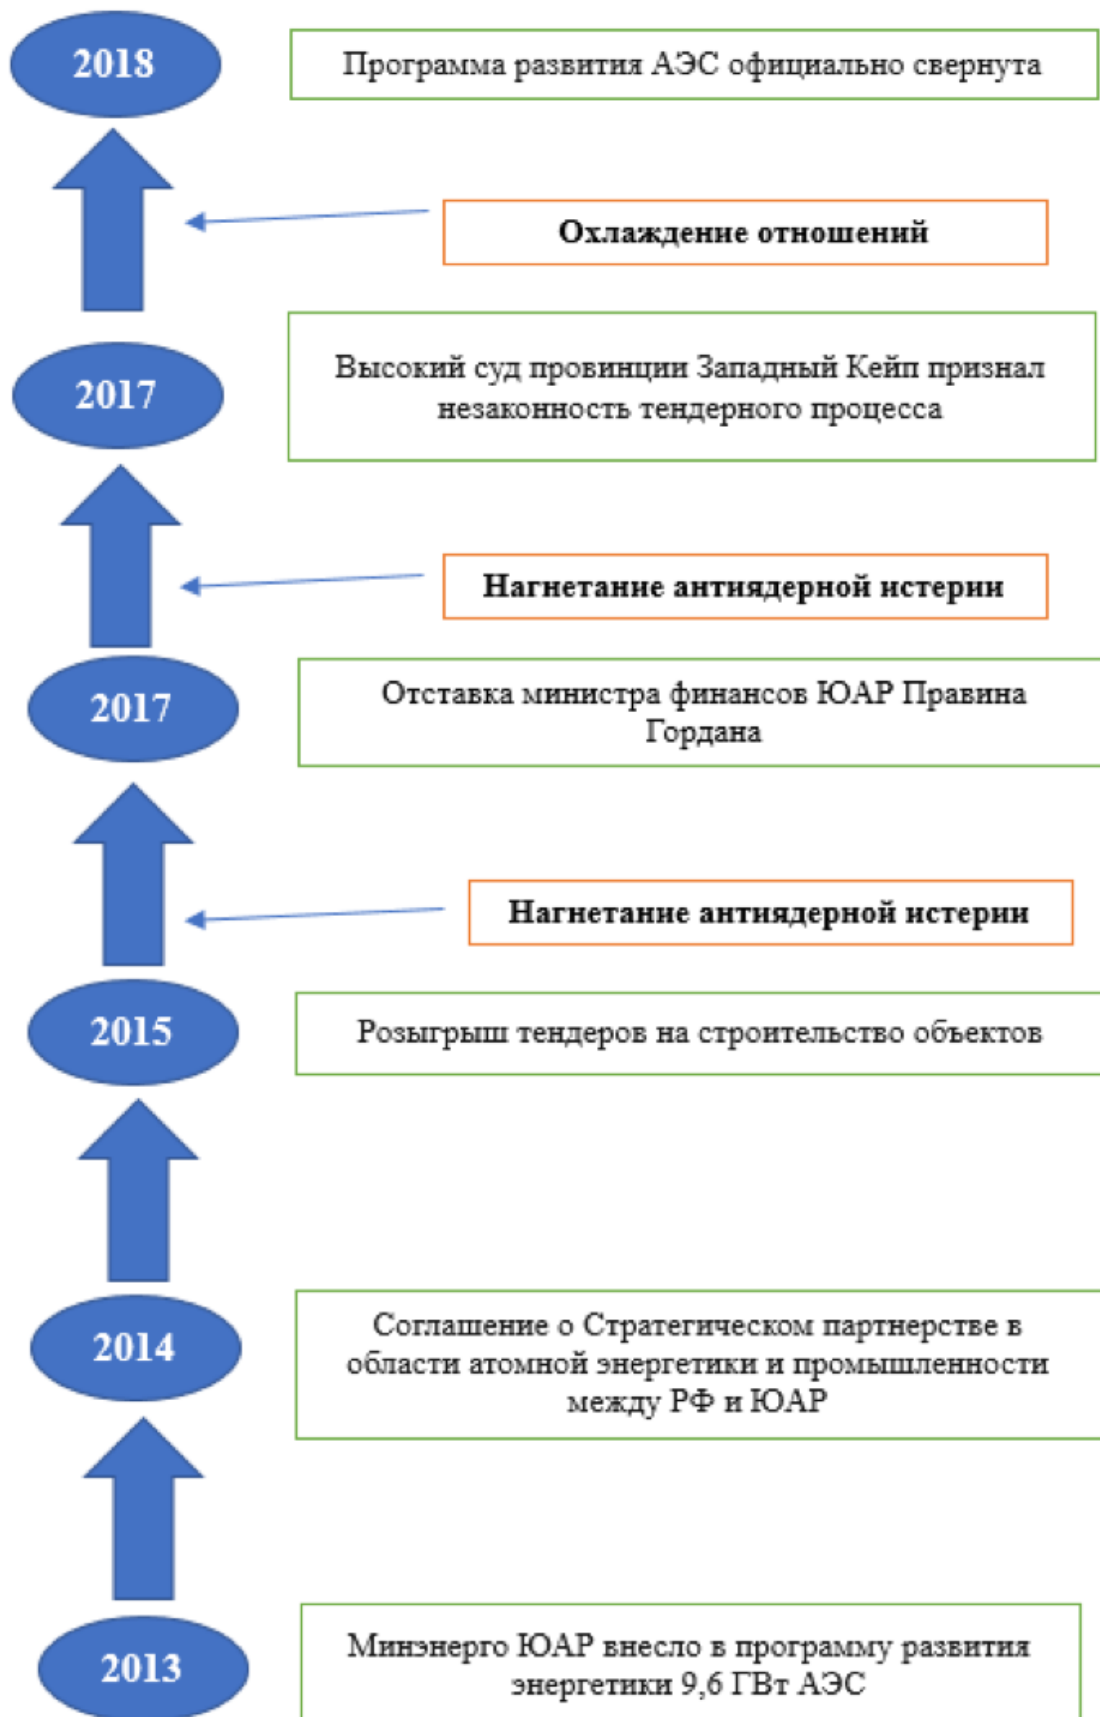 2018
Программа развития АЭС официально свернута
Охлаждение отношений
2017
Высокий суд провинции Западный Кейп признал
незаконность тендерного процесса
Нагнетание антиядерной истерии
2017
Отставка министра финансов ЮАР Правина
Гордана
Нагнетание антиядерной истерии
2015
Розыгрыш тендеров на строительство объектов
2014
Соглашение о Стратегическом партнерстве в
области атомной энергетики и промышленности
между РФ и ЮАР
2013
Минэнерго ЮАР внесло в программу развития
энергетики 9,6 ГВт АЭС